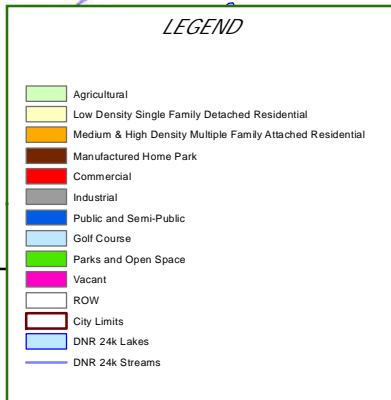 LEGEND
Agricultural
Low Density Single Family Detached Residential
Medium & High Density Multiple Family Attached Residential
Manufactured Home Park
Commercial
Industrial
Public and Semi-Public
Golf Course
Parks and Open Space
Vacant
ROW
City Limits
DNR 24k Lakes
DNR 24k Streams